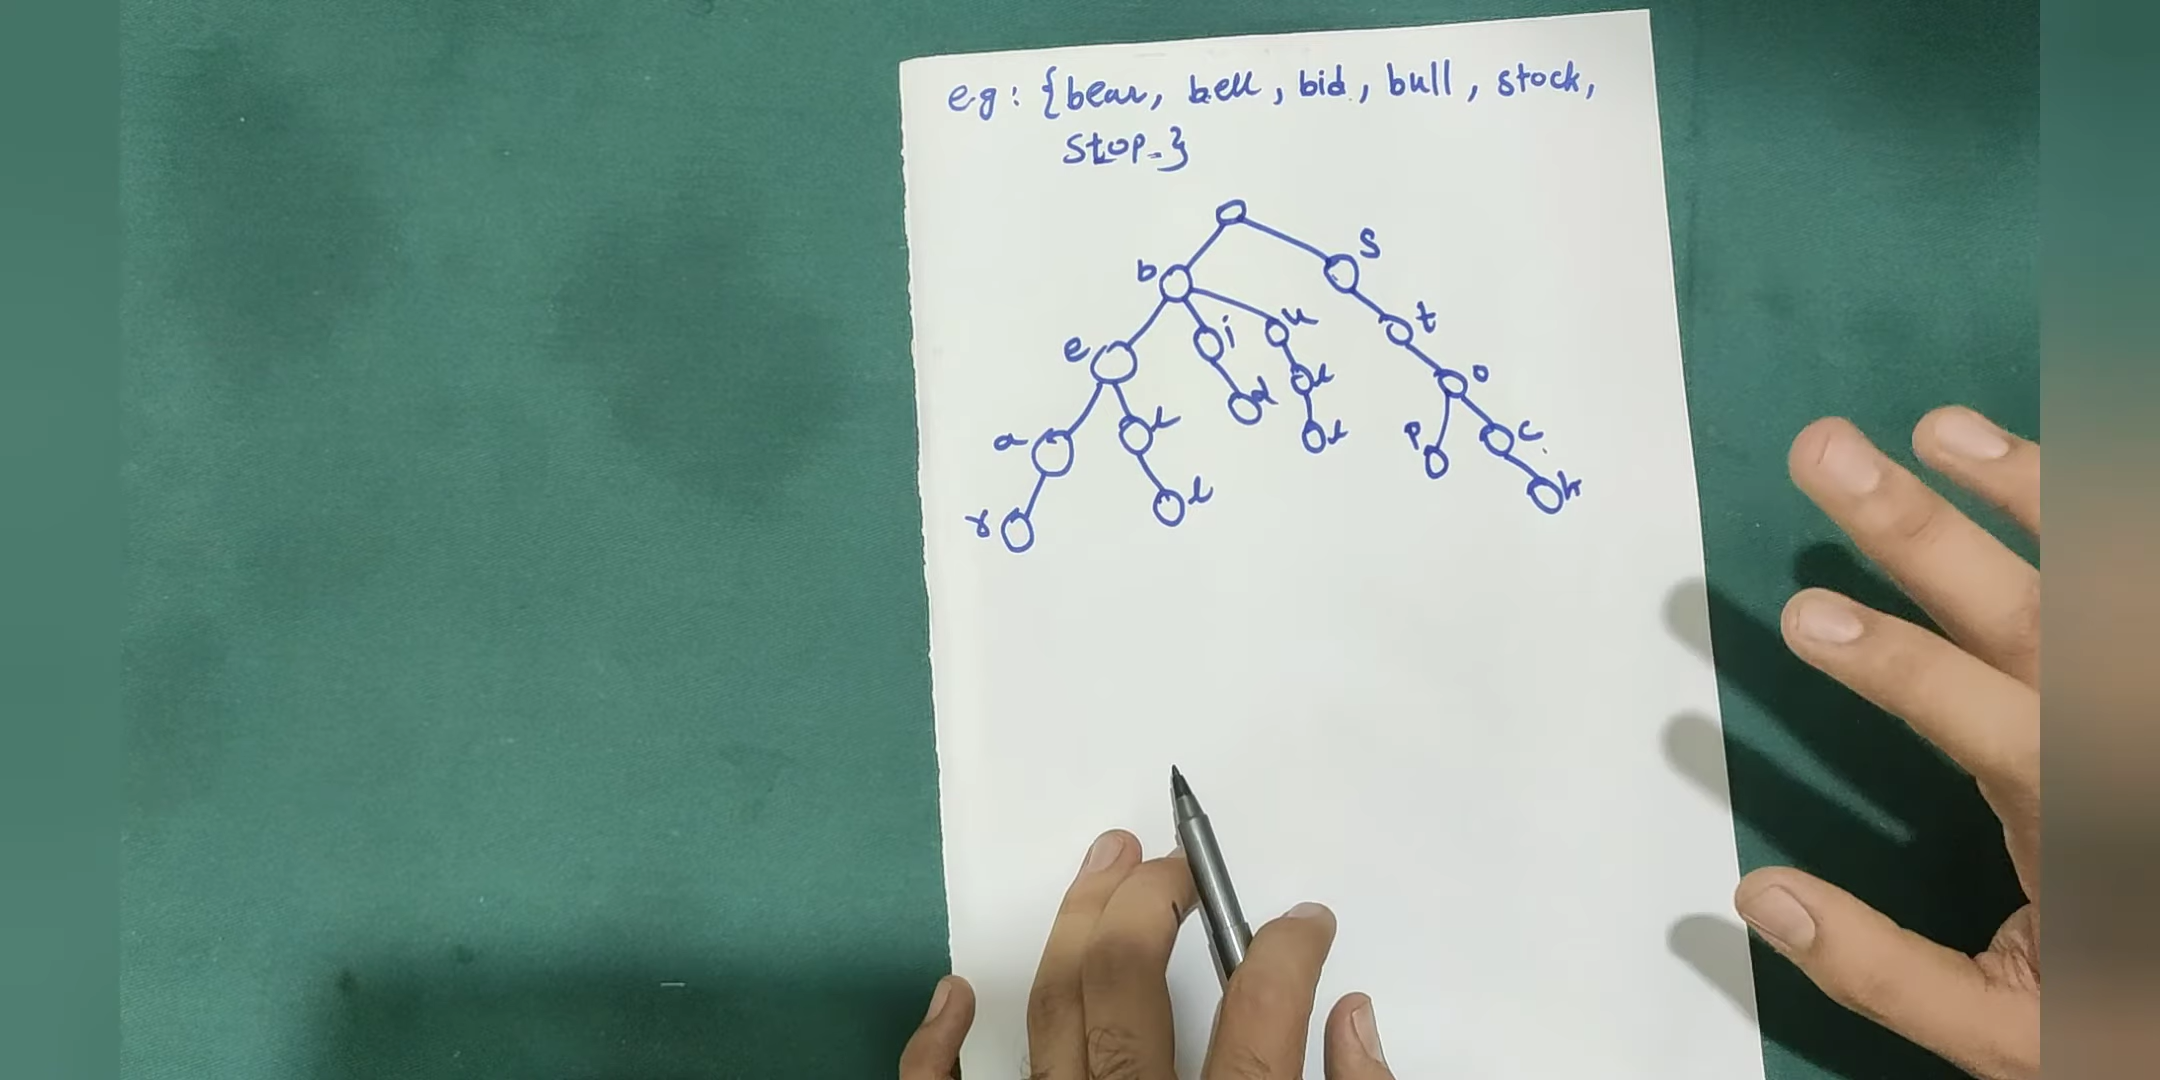 eg: {bear, bell, bid, bull, stock,
stop.}
S
b
i u t
e l o
d
a l l p c
r l k